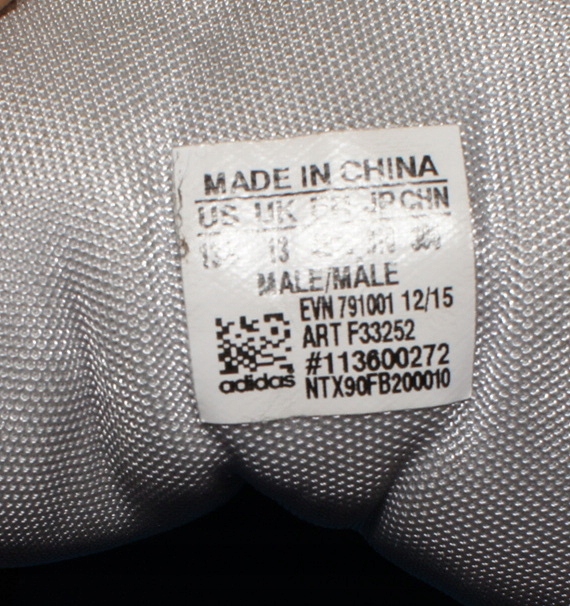 MADE IN CHINA
US UK FR JP CHN
13
MALE/MALE
EVN 791001 12/15
ART F33252
#113600272
adidas NTX90FB200010